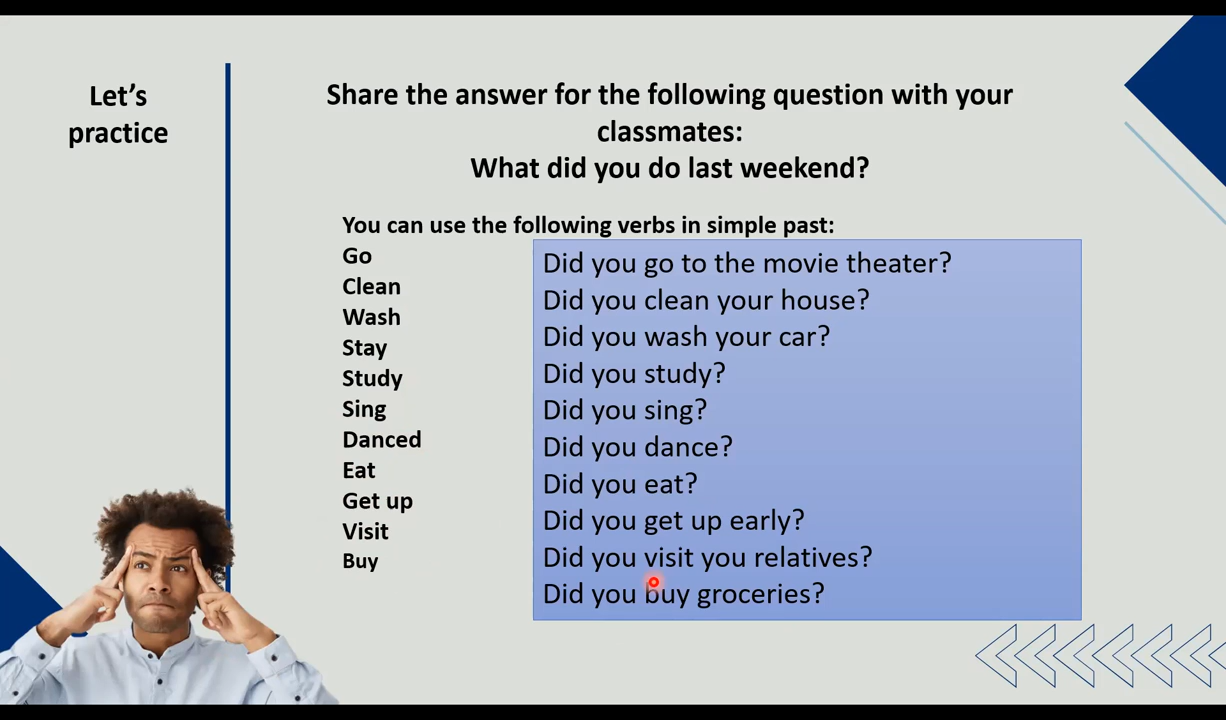 Let's
practice
Share the answer for the following question with your
classmates:
What did you do last weekend?
You can use the following verbs in simple past:
Go
Clean
Wash
Stay
Study
Sing
Danced
Eat
Get up
Visit
Buy
Did you go to the movie theater?
Did you clean your house?
Did you wash your car?
Did you study?
Did you sing?
Did you dance?
Did you eat?
Did you get up early?
Did you visit you relatives?
Did you buy groceries?